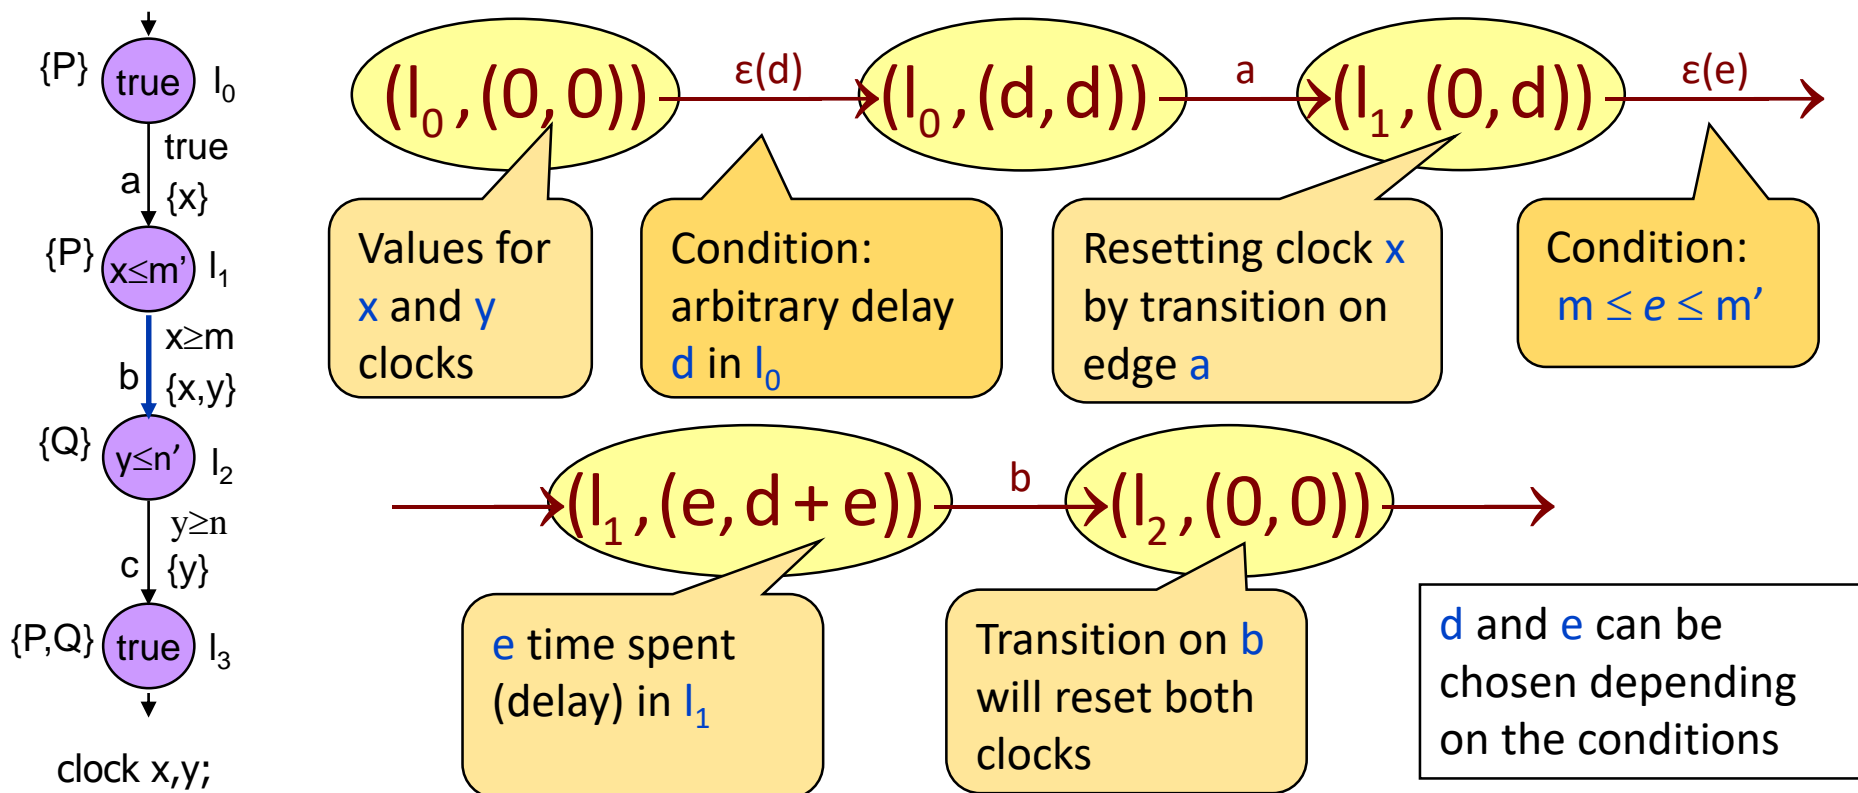 {P} true l0
true
a {x}
{P} x≤m’ l1
x≥m
b {x,y}
{Q} y≤n’ l2
y≥n
c {y}
{P,Q} true l3
clock x,y;
(l0,(0,0)) ε(d) (l0,(d,d)) a (l1,(0,d)) ε(e)
Values for
x and y
clocks
Condition:
arbitrary delay
d in l0
Resetting clock x
by transition on
edge a
Condition:
m ≤ e ≤ m’
(l1,(e,d+e)) b (l2,(0,0))
e time spent
(delay) in l1
Transition on b
will reset both
clocks
d and e can be
chosen depending
on the conditions